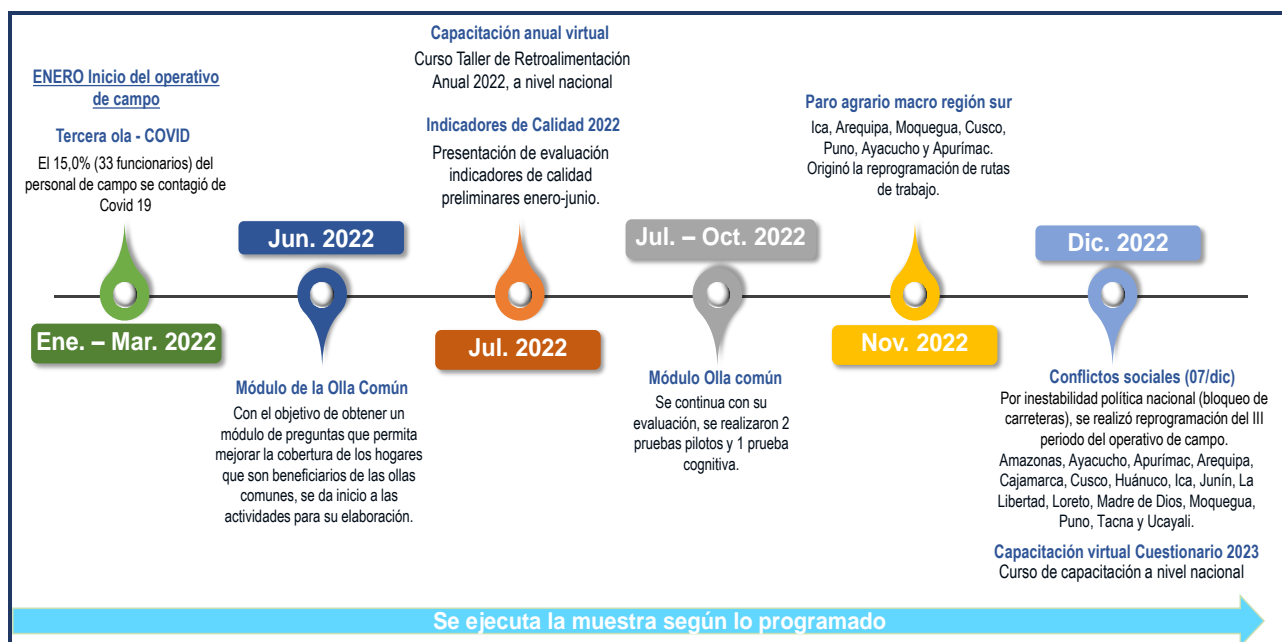 ENERO Inicio del operativo
de campo
Tercera ola - COVID
El 15,0% (33 funcionarios) del
personal de campo se contagió de
Covid 19
Ene. – Mar. 2022
Jun. 2022
Módulo de la Olla Común
Con el objetivo de obtener un
módulo de preguntas que permita
mejorar la cobertura de los hogares
que son beneficiarios de las ollas
comunes, se da inicio a las
actividades para su elaboración.
Capacitación anual virtual
Curso Taller de Retroalimentación
Anual 2022, a nivel nacional
Indicadores de Calidad 2022
Presentación de evaluación
indicadores de calidad
preliminares enero-junio.
Jul. 2022
Jul. – Oct. 2022
Módulo Olla común
Se continua con su
evaluación, se realizaron 2
pruebas pilotos y 1 prueba
cognitiva.
Paro agrario macro región sur
Ica, Arequipa, Moquegua, Cusco,
Puno, Ayacucho y Apurímac.
Originó la reprogramación de rutas
de trabajo.
Nov. 2022
Dic. 2022
Conflictos sociales (07/dic)
Por inestabilidad política nacional (bloqueo de
carreteras), se realizó reprogramación del III
periodo del operativo de campo.
Amazonas, Ayacucho, Apurímac, Arequipa,
Cajamarca, Cusco, Huánuco, Ica, Junín, La
Libertad, Loreto, Madre de Dios, Moquegua,
Puno, Tacna y Ucayali.
Capacitación virtual Cuestionario 2023
Curso de capacitación a nivel nacional
Se ejecuta la muestra según lo programado